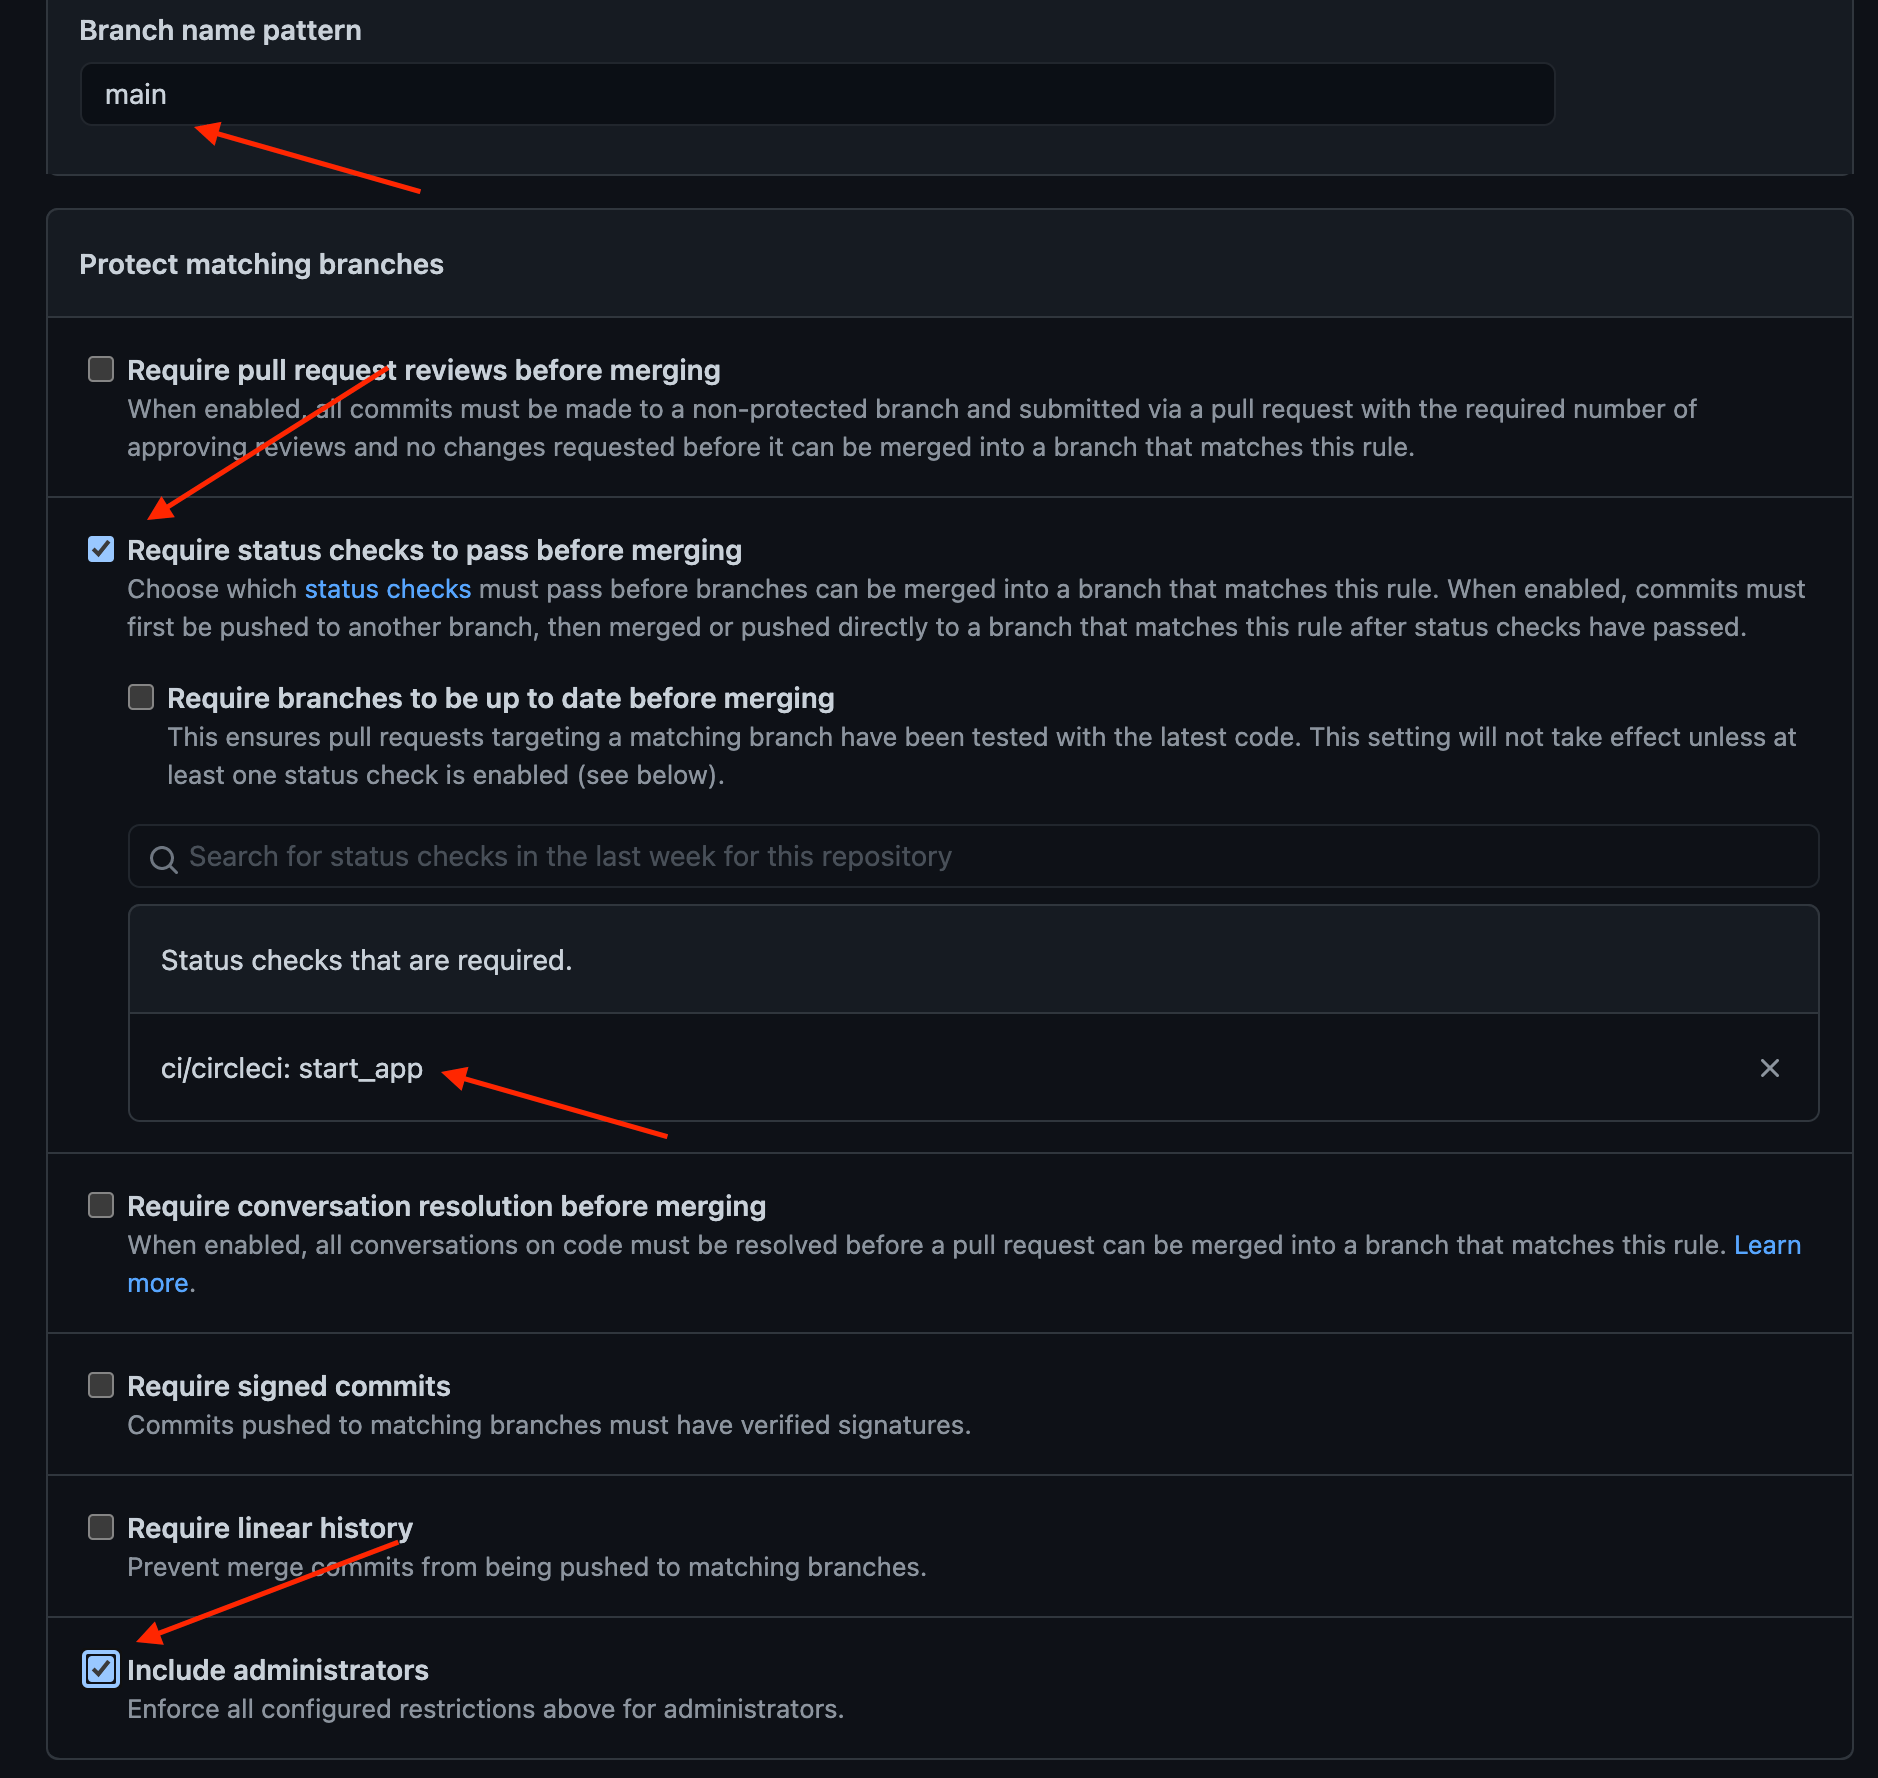 Branch name pattern
main
Protect matching branches
Require pull request reviews before merging
When enabled, all commits must be made to a non-protected branch and submitted via a pull request with the required number of
approving reviews and no changes requested before it can be merged into a branch that matches this rule.
Require status checks to pass before merging
Choose which status checks must pass before branches can be merged into a branch that matches this rule. When enabled, commits must
first be pushed to another branch, then merged or pushed directly to a branch that matches this rule after status checks have passed.
Require branches to be up to date before merging
This ensures pull requests targeting a matching branch have been tested with the latest code. This setting will not take effect unless at
least one status check is enabled (see below).
Search for status checks in the last week for this repository
Status checks that are required.
ci/circleci: start_app
Require conversation resolution before merging
When enabled, all conversations on code must be resolved before a pull request can be merged into a branch that matches this rule. Learn
more.
Require signed commits
Commits pushed to matching branches must have verified signatures.
Require linear history
Prevent merge commits from being pushed to matching branches.
Include administrators
Enforce all configured restrictions above for administrators.